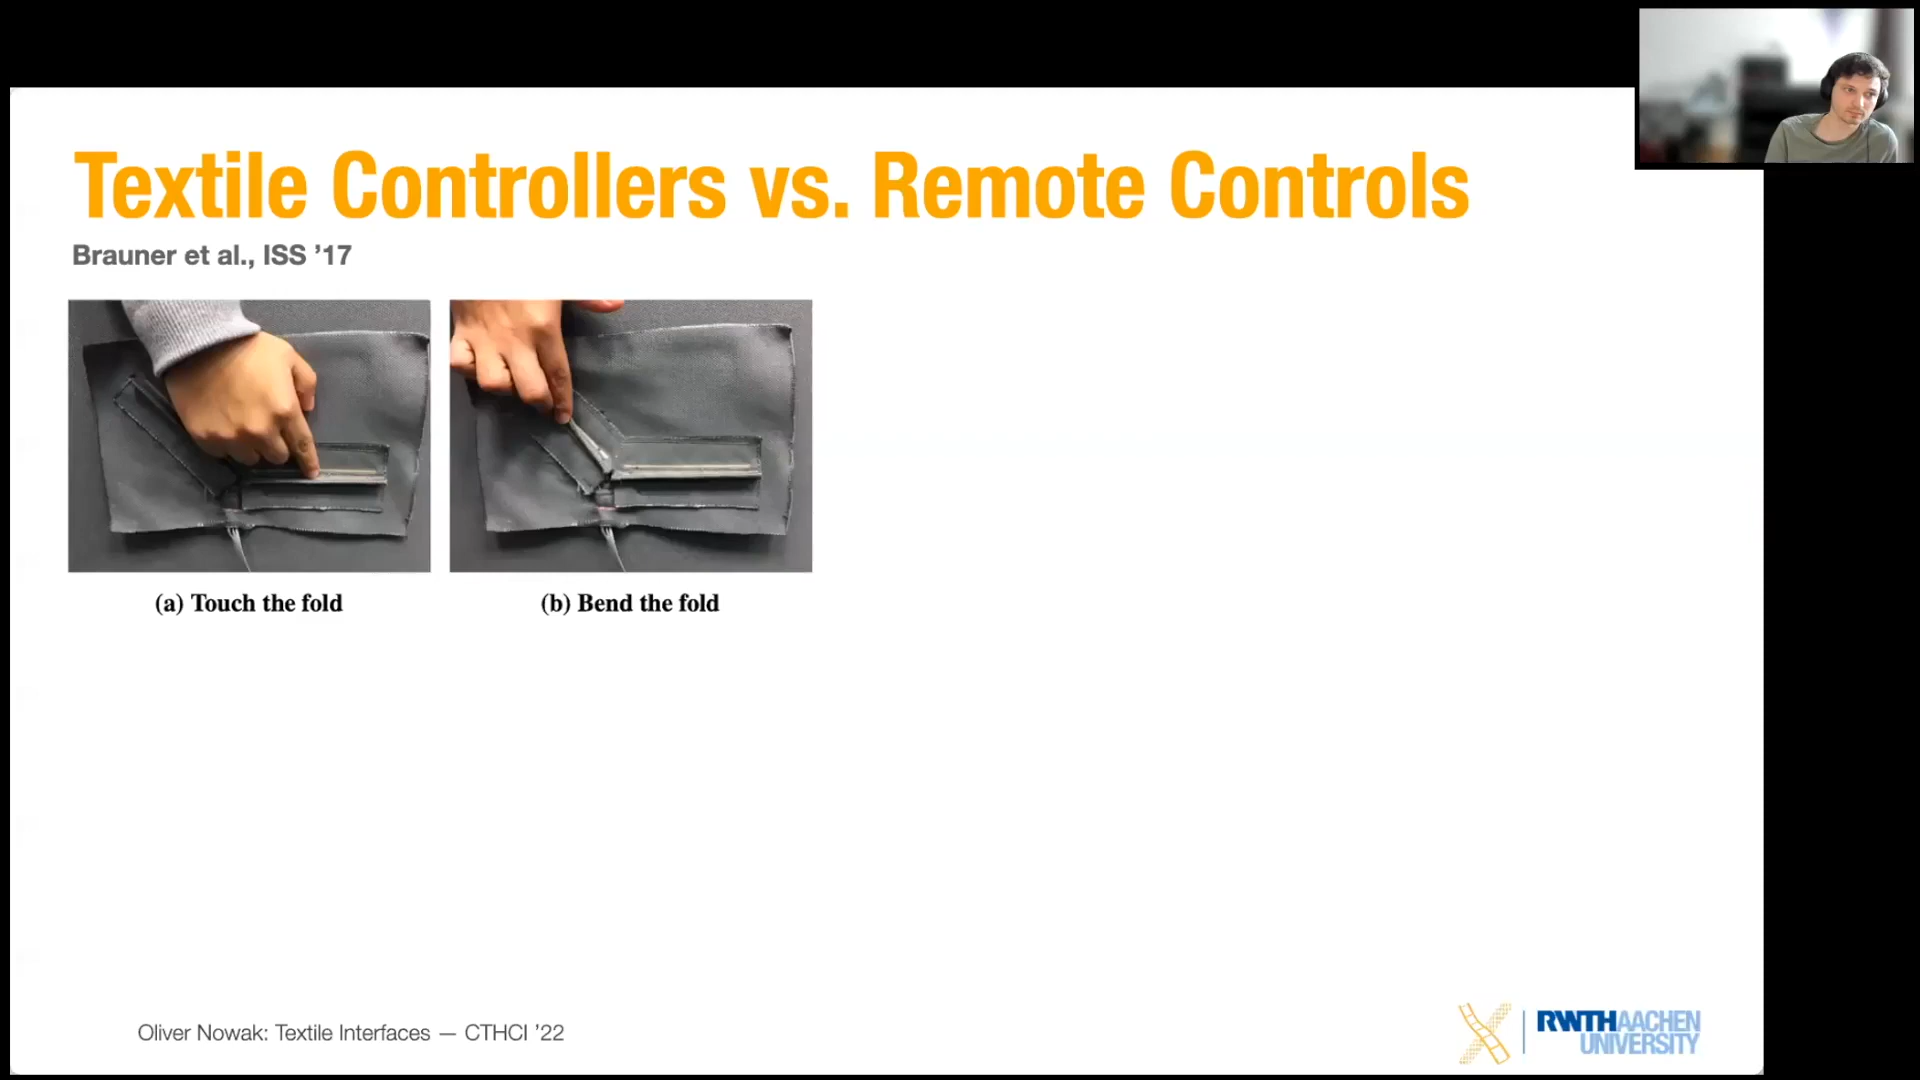 Textile Controllers vs. Remote Controls
Brauner et al., ISS ’17
(a) Touch the fold
(b) Bend the fold
Oliver Nowak: Textile Interfaces — CTHCI ’22
RWTHAACHEN
UNIVERSITY